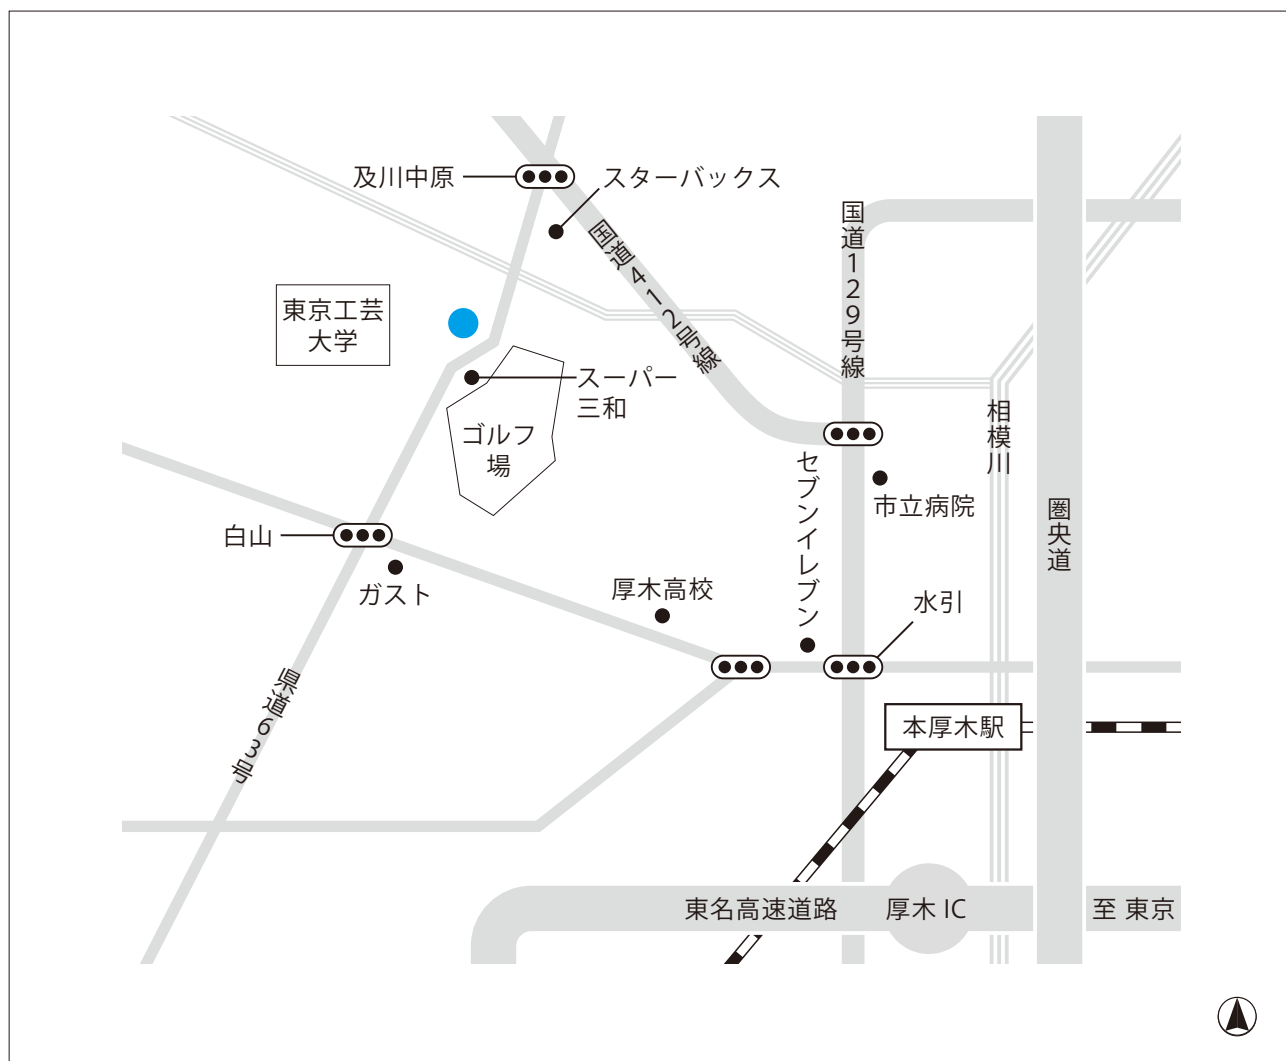 及川中原
スターバックス
国道412号線
国道129号線
東京工芸
大学
スーパー
三和
ゴルフ
場
相模川
セブンイレブン
市立病院
圏央道
白山
ガスト
厚木高校
水引
県道63号
本厚木駅
東名高速道路
厚木 IC
至 東京